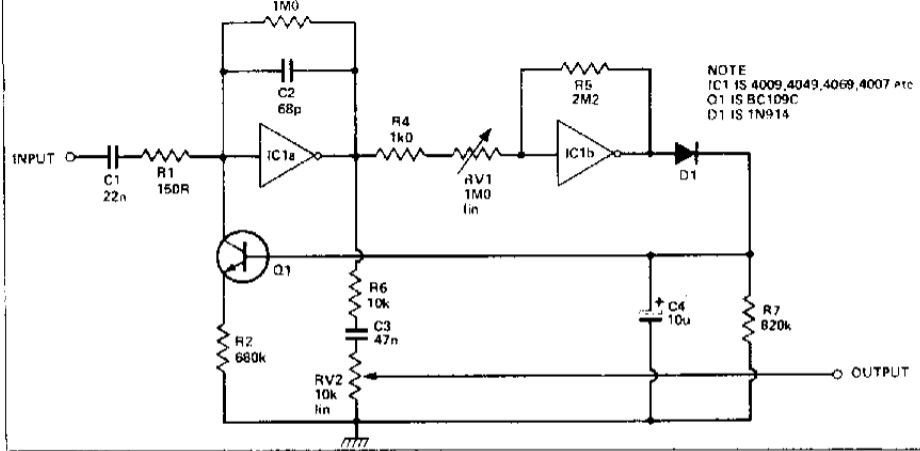 1M0
C2
68p
IC1a
INPUT
C1
22n
R1
150R
R4
1k0
RV1
1M0
lin
R5
2M2
IC1b
D1
NOTE
IC1 IS 4009,4049,4069,4007 etc
Q1 IS BC109C
D1 IS 1N914
Q1
R2
680k
R6
10k
C3
47n
RV2
10k
lin
+
C4
10u
R7
820k
OUTPUT